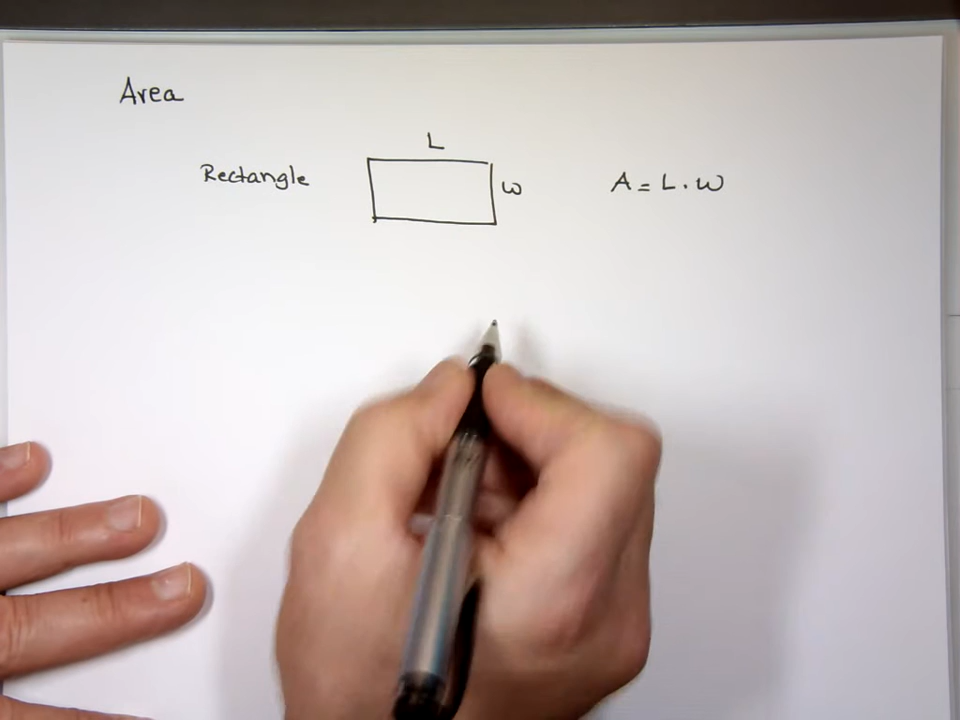 Area
L
Rectangle
W
A = L . W